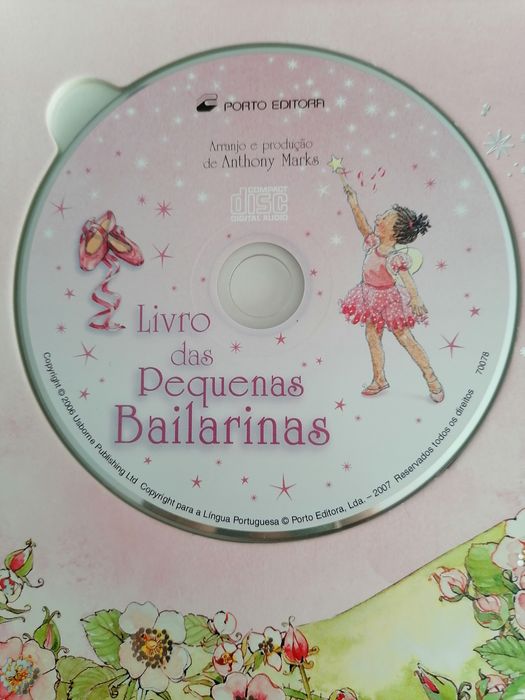 PORTO EDITORA
Arranjo e produção
de Anthony Marks
COMPACT
disc
DIGITAL AUDIO
Livro
das
Pequenas
Bailarinas
Copyright © 2006 Usborne Publishing Ltd Copyright para a Língua Portuguesa © Porto Editora, Lda. – 2007 Reservados todos os direitos 70078